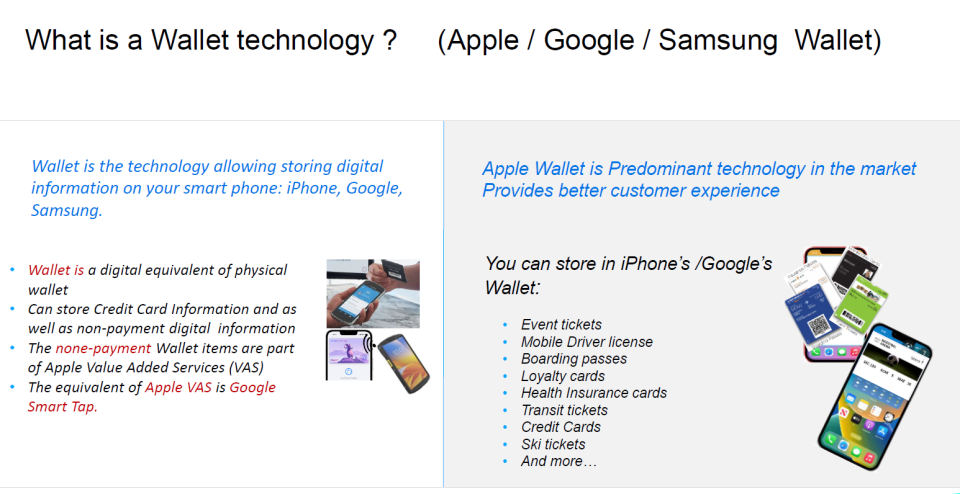 What is a Wallet technology ? (Apple / Google / Samsung Wallet)
Wallet is the technology allowing storing digital
information on your smart phone: iPhone, Google,
Samsung.
• Wallet is a digital equivalent of physical
wallet
• Can store Credit Card Information and as
well as non-payment digital information
• The none-payment Wallet items are part
of Apple Value Added Services (VAS)
• The equivalent of Apple VAS is Google
Smart Tap.
Apple Wallet is Predominant technology in the market
Provides better customer experience
You can store in iPhone’s /Google’s
Wallet:
• Event tickets
• Mobile Driver license
• Boarding passes
• Loyalty cards
• Health Insurance cards
• Transit tickets
• Credit Cards
• Ski tickets
• And more…